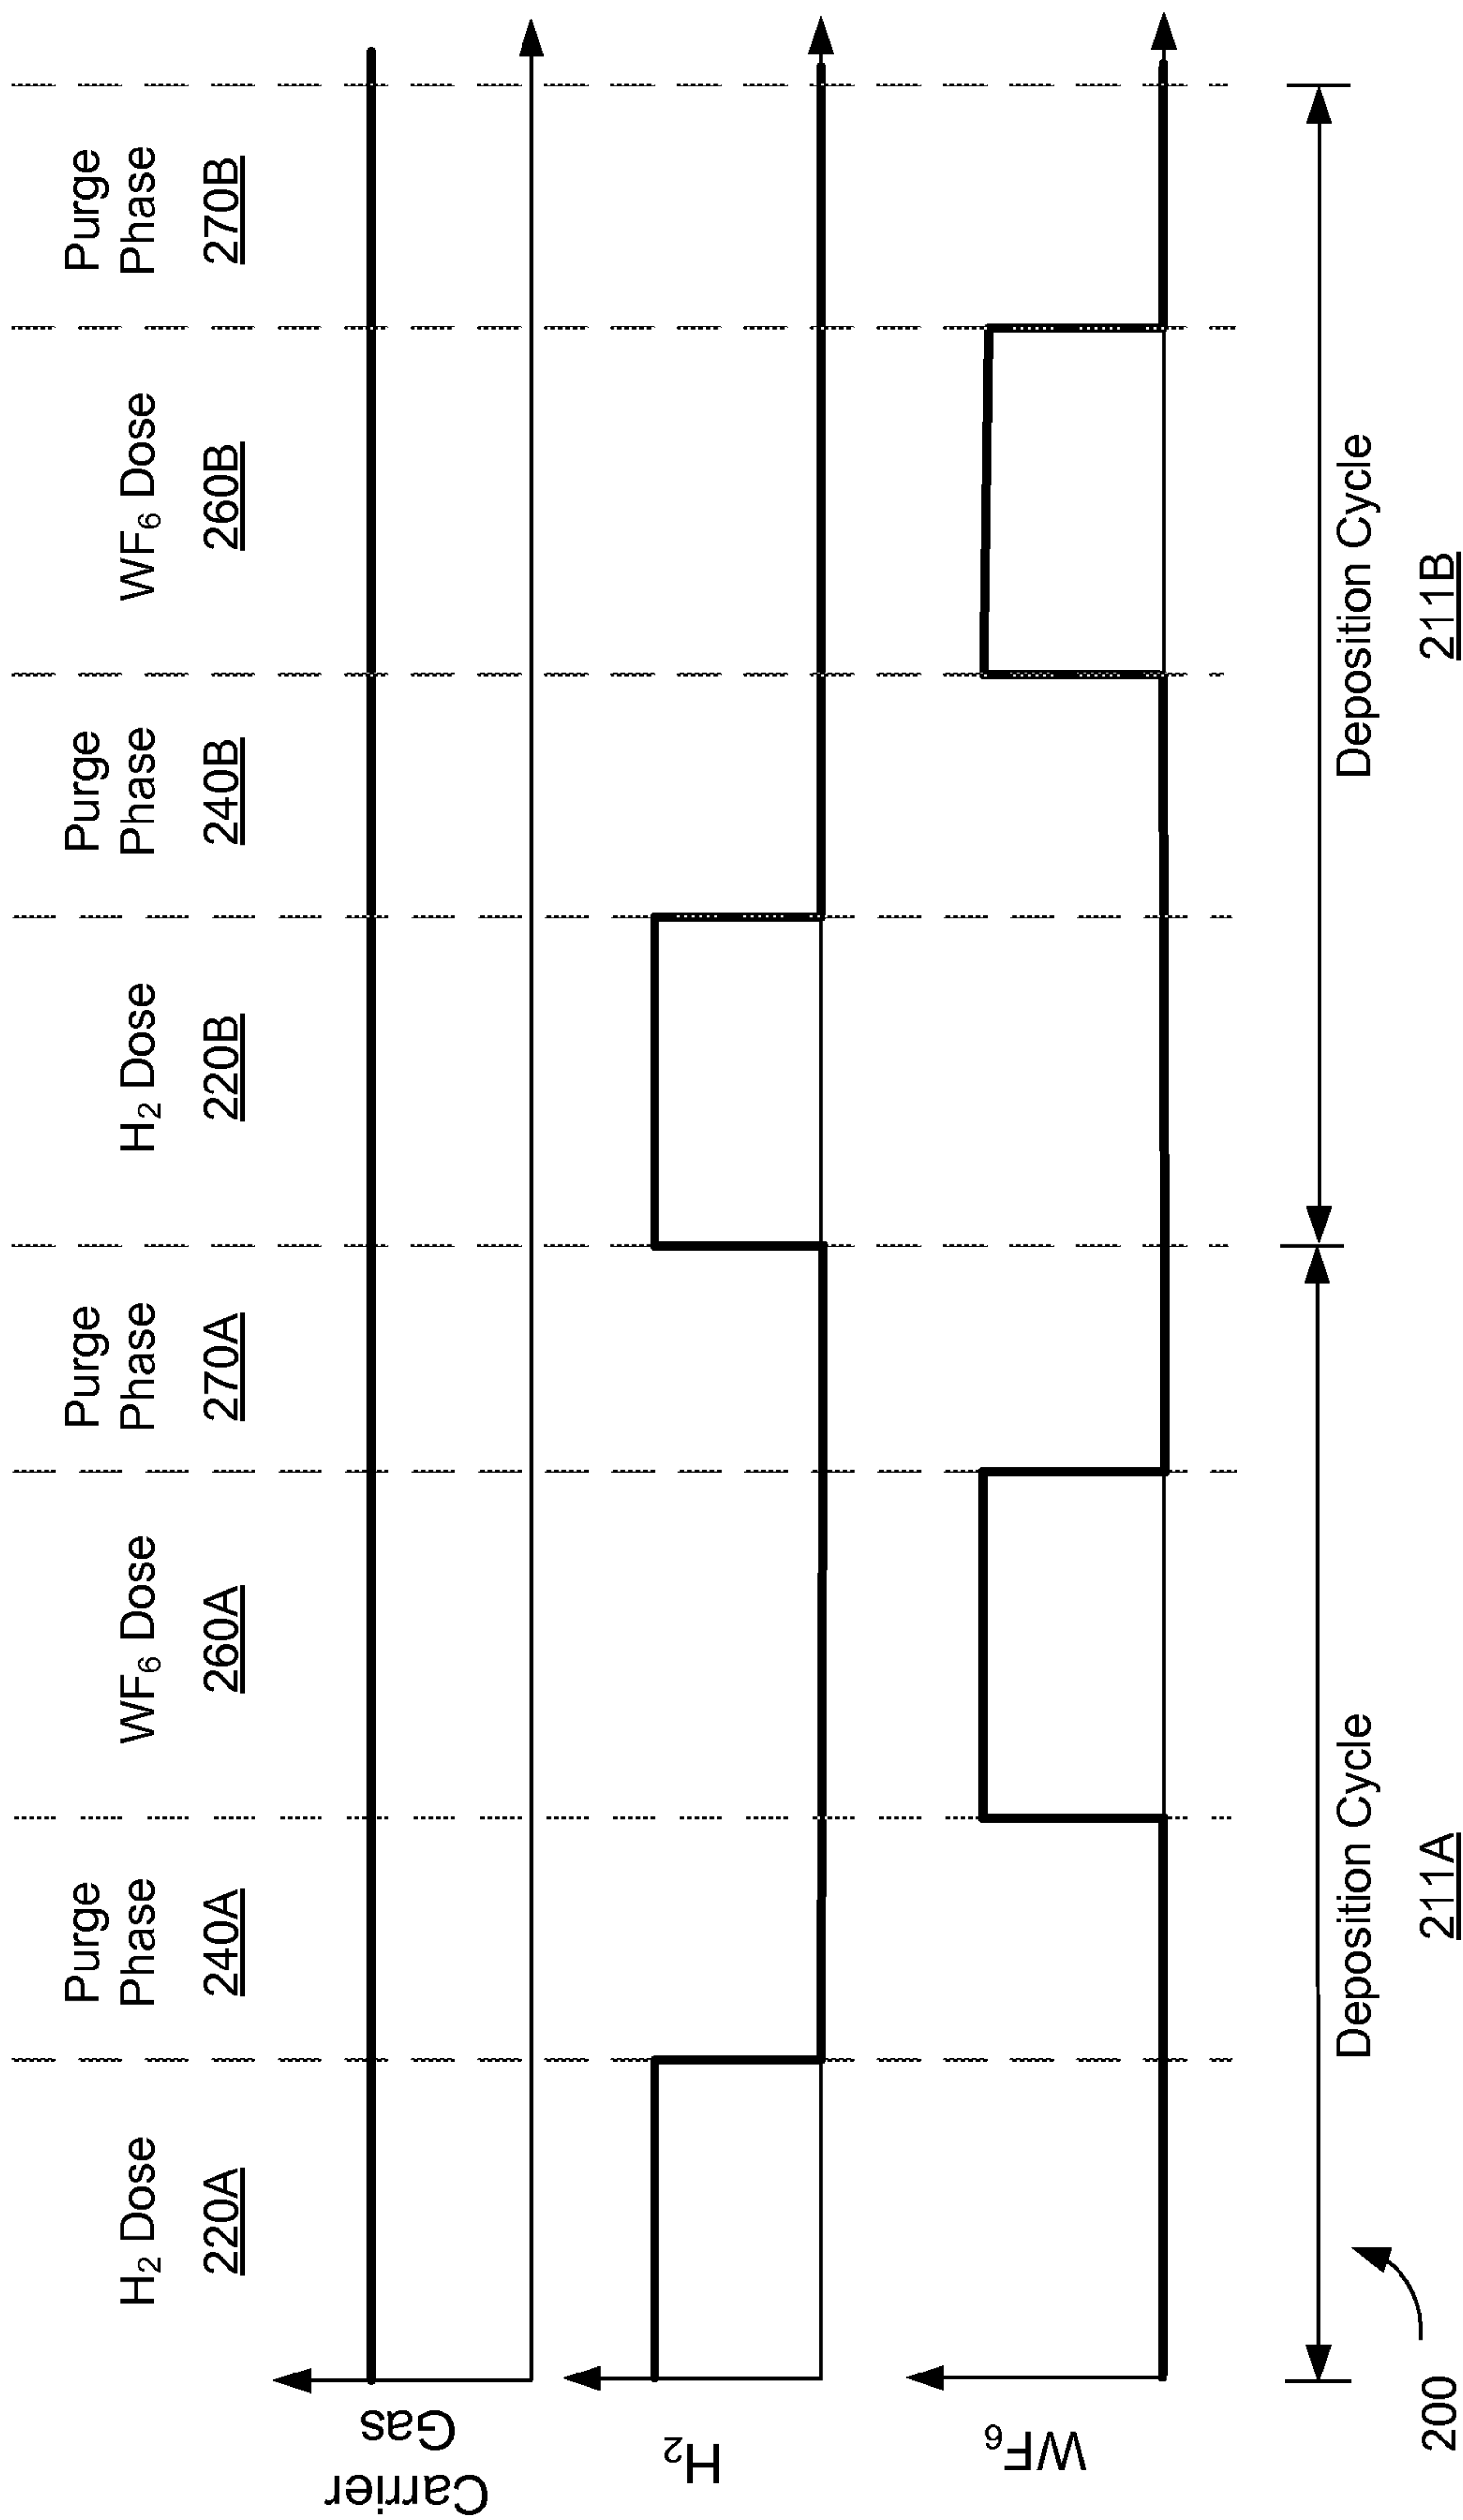 H₂ Dose
220A
Purge
Phase
240A
WF₆ Dose
260A
Purge
Phase
270A
H₂ Dose
220B
Purge
Phase
240B
WF₆ Dose
260B
Purge
Phase
270B
Carrier
Gas
H₂
WF₆
Deposition Cycle
211A
Deposition Cycle
211B
200